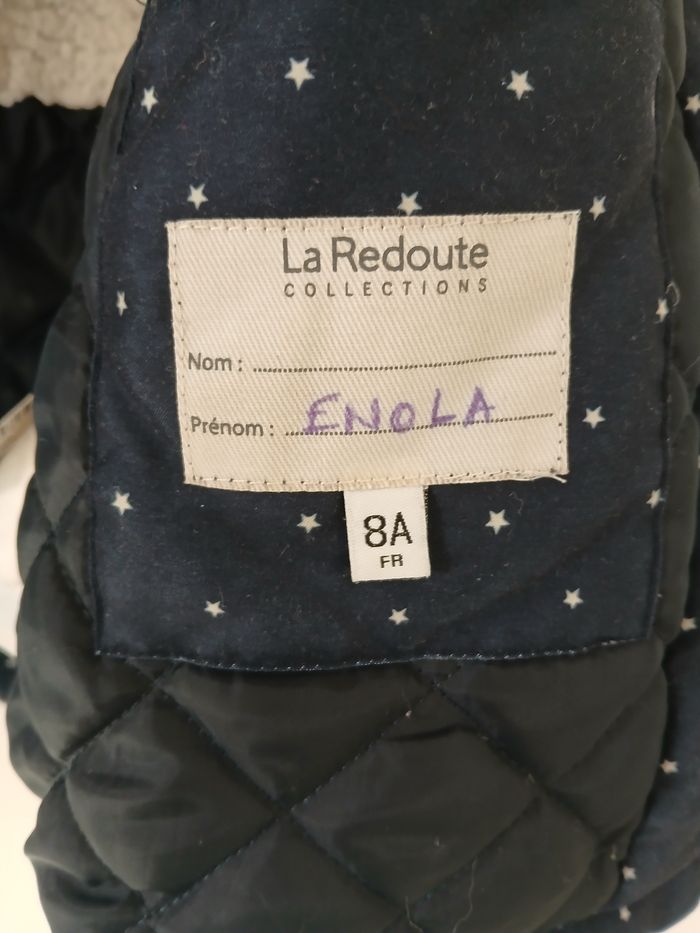 La Redoute
COLLECTIONS
Nom :
Prénom : ENOLA
8A
FR